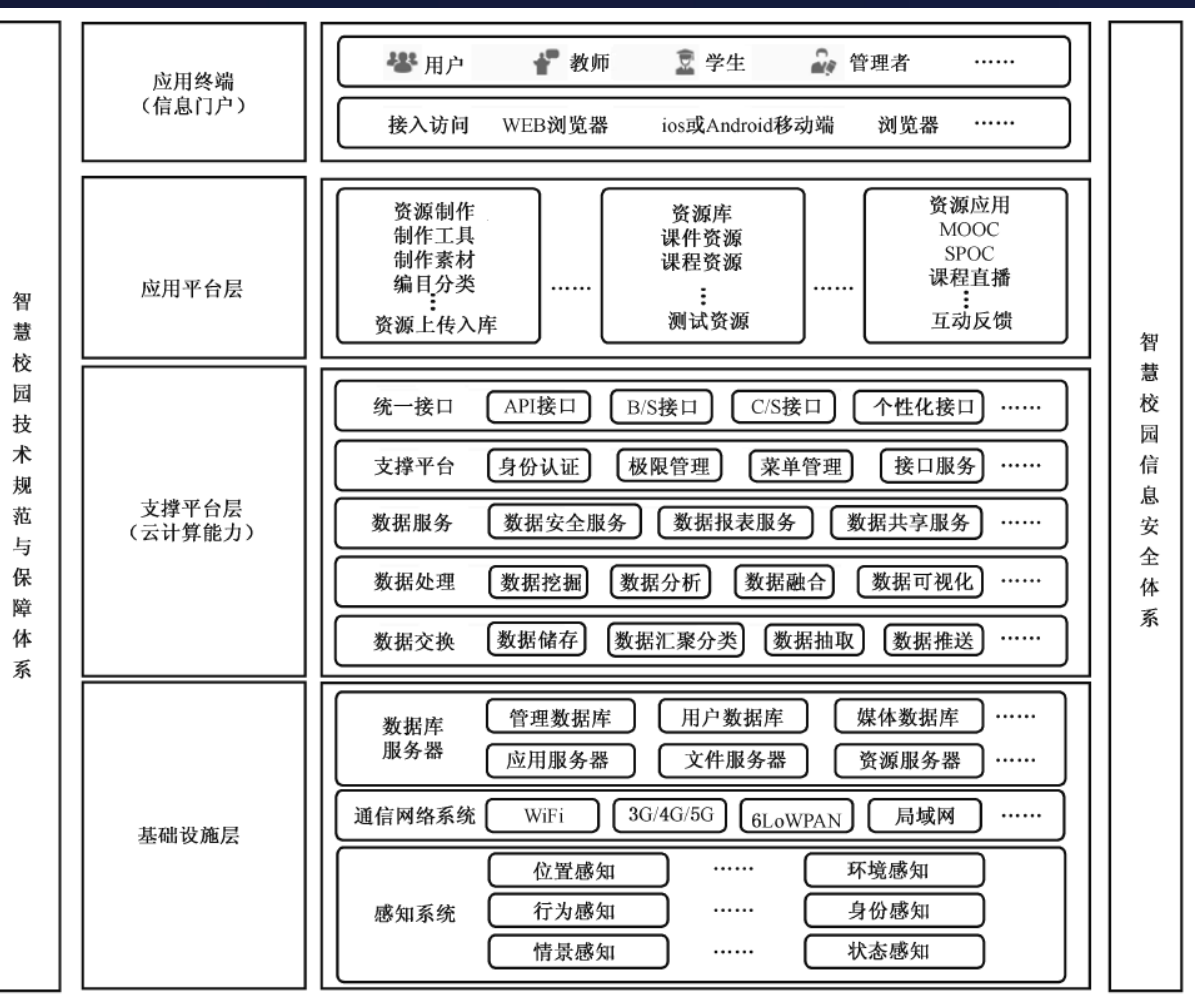 智慧校园技术规范与保障体系
应用终端
（信息门户）
用户 教师 学生 管理者 ……
接入访问 WEB浏览器 ios或Android移动端 浏览器 ……
应用平台层
资源制作
制作工具
制作素材
编目分类
⋮
资源上传入库
……
资源库
课件资源
课程资源
⋮
测试资源
……
资源应用
MOOC
SPOC
课程直播
⋮
互动反馈
支撑平台层
（云计算能力）
统一接口 API接口 B/S接口 C/S接口 个性化接口 ……
支撑平台 身份认证 极限管理 菜单管理 接口服务 ……
数据服务 数据安全服务 数据报表服务 数据共享服务 ……
数据处理 数据挖掘 数据分析 数据融合 数据可视化 ……
数据交换 数据储存 数据汇聚分类 数据抽取 数据推送 ……
基础设施层
数据库
服务器
管理数据库 用户数据库 媒体数据库 ……
应用服务器 文件服务器 资源服务器 ……
通信网络系统 WiFi 3G/4G/5G 6LoWPAN 局域网 ……
感知系统
位置感知 …… 环境感知
行为感知 …… 身份感知
情景感知 …… 状态感知
智慧校园信息安全体系